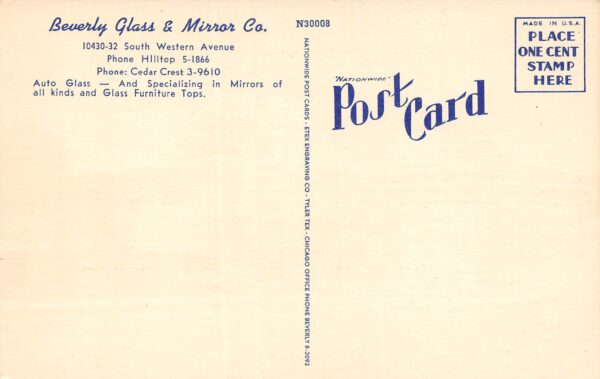 Beverly Glass & Mirror Co.
10430-32 South Western Avenue
Phone HIlltop 5-1866
Phone: Cedar Crest 3-9610
Auto Glass — And Specializing in Mirrors of
all kinds and Glass Furniture Tops.
N30008
NATIONWIDE POST CARDS - ETEX ENGRAVING CO - TYLER TEX. - CHICAGO OFFICE PHONE BEVERLY 8-3092
"NATIONWIDE"
Post Card
MADE IN U.S.A.
PLACE
ONE CENT
STAMP
HERE